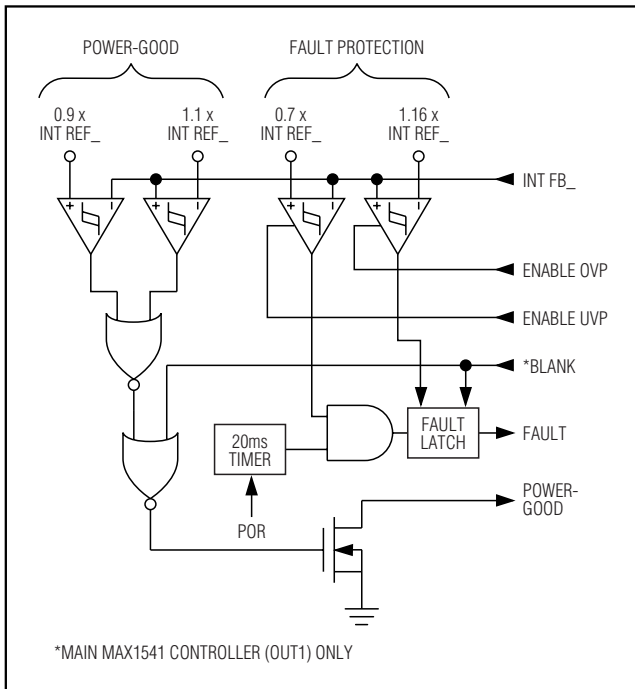 POWER-GOOD
FAULT PROTECTION
0.9 x
INT REF_
1.1 x
INT REF_
0.7 x
INT REF_
1.16 x
INT REF_
INT FB_
+
–
+
–
+
–
+
–
ENABLE OVP
ENABLE UVP
*BLANK
20ms
TIMER
FAULT
LATCH
FAULT
POWER-
GOOD
POR
*MAIN MAX1541 CONTROLLER (OUT1) ONLY